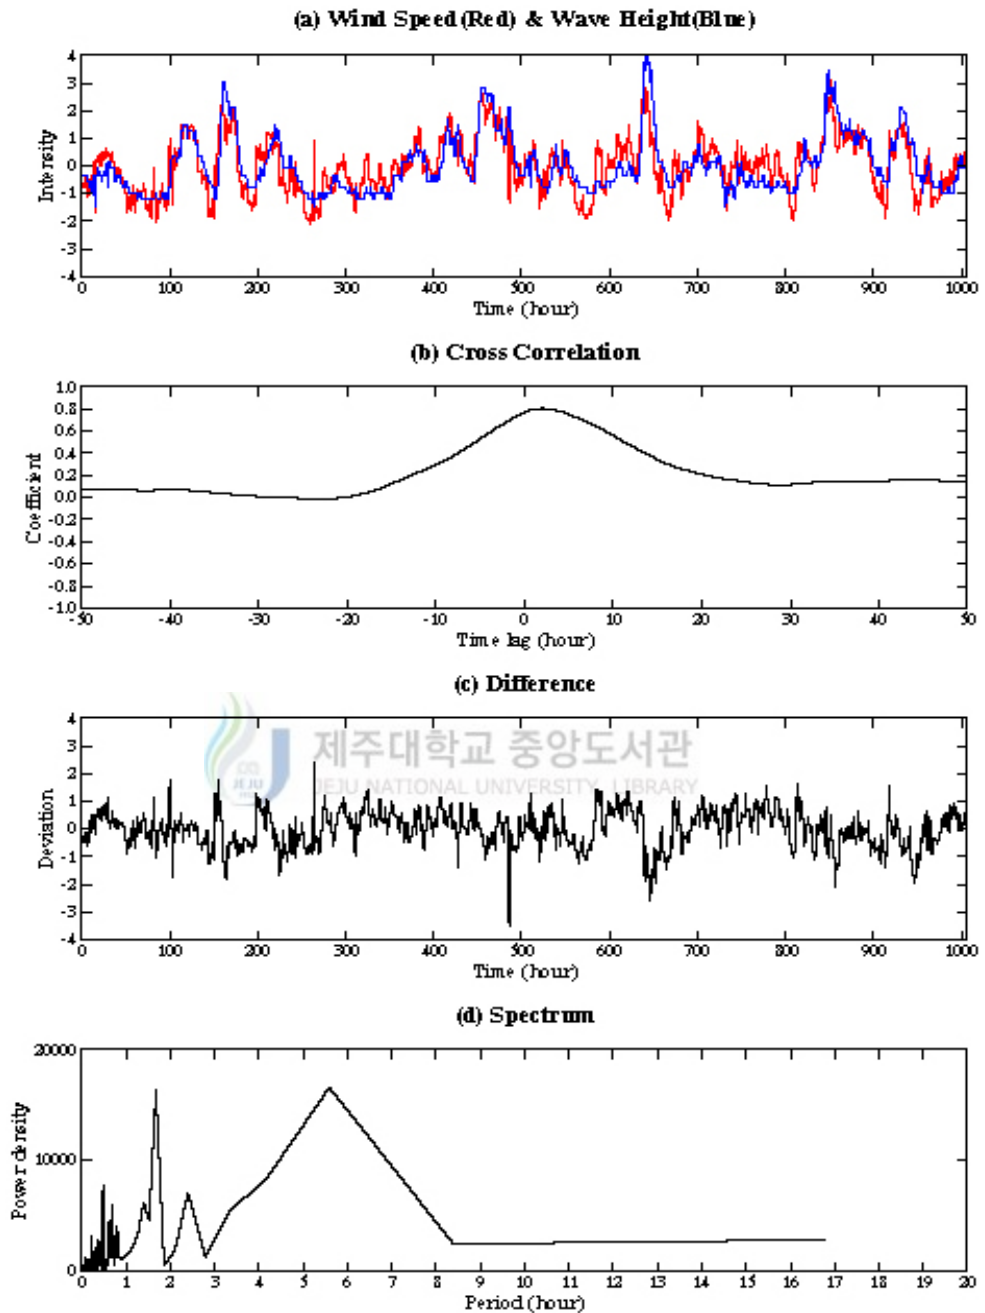 (a) Wind Speed(Red) & Wave Height(Blue)
4
3
2
1
0
-1
-2
-3
-4
Intensity
0 100 200 300 400 500 600 700 800 900 1000
Time (hour)
(b) Cross Correlation
1.0
0.8
0.6
0.4
0.2
0.0
-0.2
-0.4
-0.6
-0.8
-1.0
Coefficient
-50 -40 -30 -20 -10 0 10 20 30 40 50
Time lag (hour)
(c) Difference
4
3
2
1
0
-1
-2
-3
-4
Deviation
제주대학교 중앙도서관
JEJU NATIONAL UNIVERSITY LIBRARY
JEJU
0 100 200 300 400 500 600 700 800 900 1000
Time (hour)
(d) Spectrum
20000
10000
0
Power density
0 1 2 3 4 5 6 7 8 9 10 11 12 13 14 15 16 17 18 19 20
Period (hour)